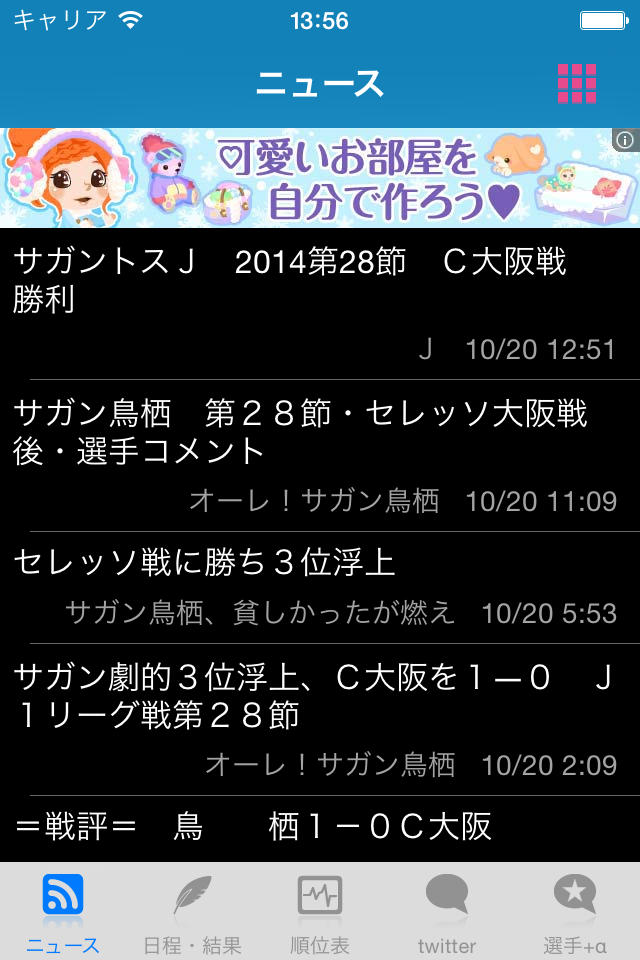 キャリア 13:56
ニュース
♡可愛いお部屋を
自分で作ろう♥
サガントスＪ　2014第28節　Ｃ大阪戦
勝利
Ｊ 10/20 12:51
サガン鳥栖　第２８節・セレッソ大阪戦
後・選手コメント
オーレ！サガン鳥栖 10/20 11:09
セレッソ戦に勝ち３位浮上
サガン鳥栖、貧しかったが燃え 10/20 5:53
サガン劇的３位浮上、Ｃ大阪を１―０　Ｊ
１リーグ戦第２８節
オーレ！サガン鳥栖 10/20 2:09
＝戦評＝　鳥　　栖１－０Ｃ大阪
ニュース 日程・結果 順位表 twitter 選手+α